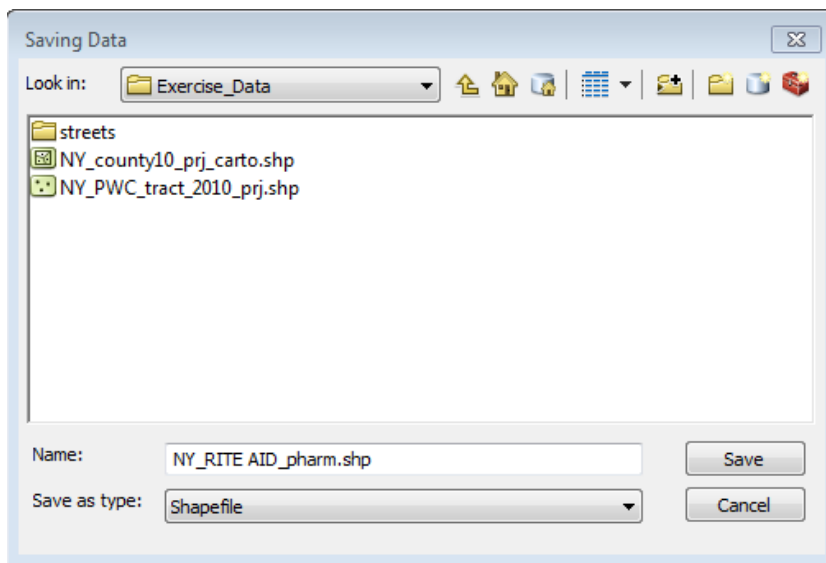 Saving Data
Look in: Exercise_Data
streets
NY_county10_prj_carto.shp
NY_PWC_tract_2010_prj.shp
Name: NY_RITE AID_pharm.shp Save
Save as type: Shapefile Cancel